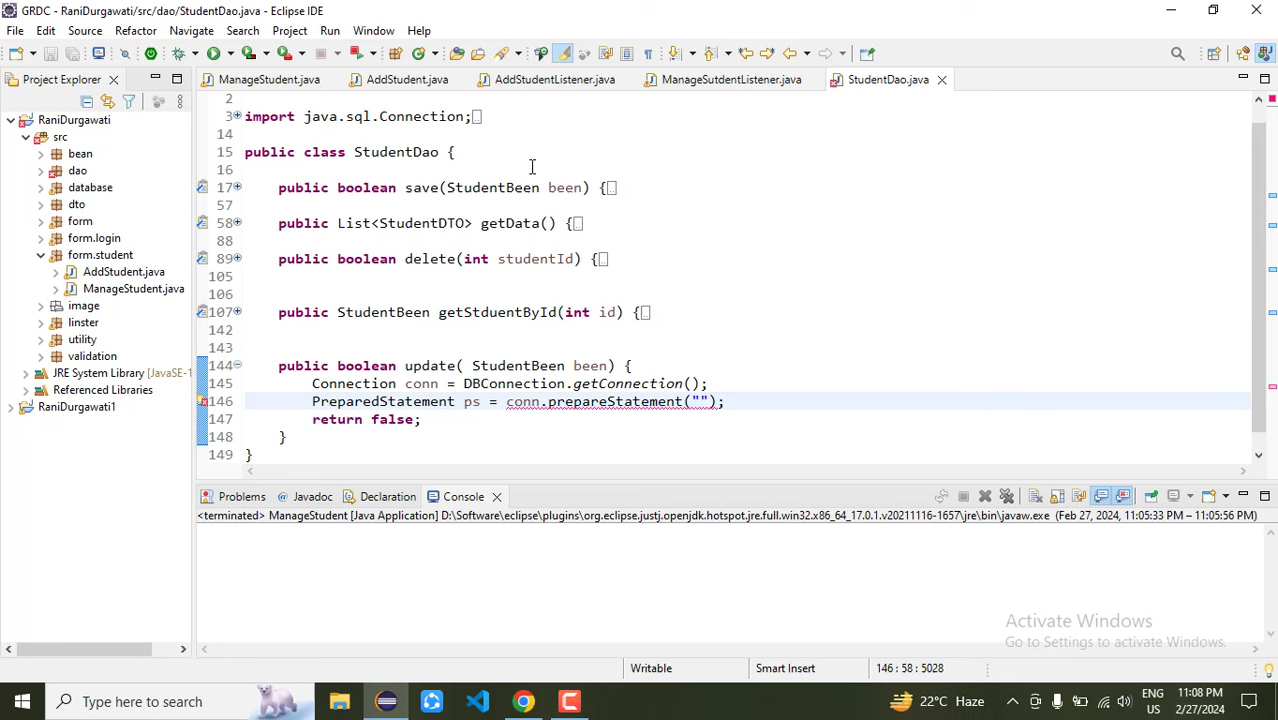 GRDC - RaniDurgawati/src/dao/StudentDao.java - Eclipse IDE
File Edit Source Refactor Navigate Search Project Run Window Help
Project Explorer
ManageStudent.java AddStudent.java AddStudentListener.java ManageSutdentListener.java StudentDao.java
RaniDurgawati
src
bean
dao
database
dto
form
form.login
form.student
AddStudent.java
ManageStudent.java
image
linster
utility
validation
JRE System Library [JavaSE-1
Referenced Libraries
RaniDurgawati1
2
3 import java.sql.Connection;
14
15 public class StudentDao {
16
17 public boolean save(StudentBeen been) {
57
58 public List<StudentDTO> getData() {
88
89 public boolean delete(int studentId) {
105
106
107 public StudentBeen getStduentById(int id) {
142
143
144 public boolean update( StudentBeen been) {
145 Connection conn = DBConnection.getConnection();
146 PreparedStatement ps = conn.prepareStatement("");
147 return false;
148 }
149 }
Problems Javadoc Declaration Console
<terminated> ManageStudent [Java Application] D:\Software\eclipse\plugins\org.eclipse.justj.openjdk.hotspot.jre.full.win32.x86_64_17.0.1.v20211116-1657\jre\bin\javaw.exe (Feb 27, 2024, 11:05:33 PM – 11:05:56 PM)
Activate Windows
Go to Settings to activate Windows.
Writable Smart Insert 146 : 58 : 5028
Type here to search
22°C Haze
ENG
US
11:08 PM
2/27/2024